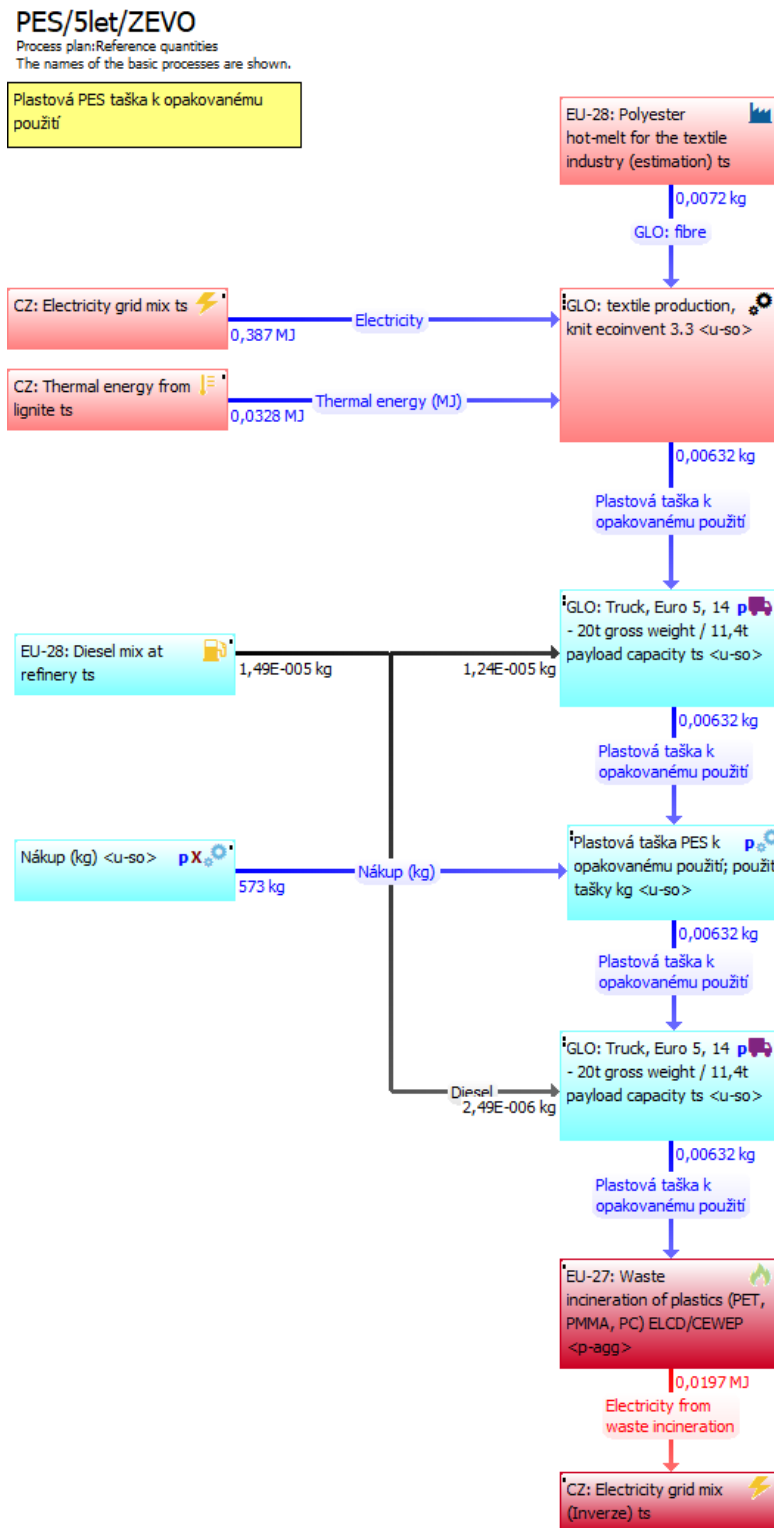 PES/5let/ZEVO
Process plan:Reference quantities
The names of the basic processes are shown.
Plastová PES taška k opakovanému
použití
EU-28: Polyester
hot-melt for the textile
industry (estimation) ts
0,0072 kg
GLO: fibre
CZ: Electricity grid mix ts
0,387 MJ
Electricity
GLO: textile production,
knit ecoinvent 3.3 <u-so>
CZ: Thermal energy from
lignite ts
0,0328 MJ
Thermal energy (MJ)
0,00632 kg
Plastová taška k
opakovanému použití
EU-28: Diesel mix at
refinery ts
1,49E-005 kg
1,24E-005 kg
GLO: Truck, Euro 5, 14 p
- 20t gross weight / 11,4t
payload capacity ts <u-so>
0,00632 kg
Plastová taška k
opakovanému použití
Nákup (kg) <u-so> p X
573 kg
Nákup (kg)
Plastová taška PES k p
opakovanému použití; použit
tašky kg <u-so>
0,00632 kg
Plastová taška k
opakovanému použití
Diesel
2,49E-006 kg
GLO: Truck, Euro 5, 14 p
- 20t gross weight / 11,4t
payload capacity ts <u-so>
0,00632 kg
Plastová taška k
opakovanému použití
EU-27: Waste
incineration of plastics (PET,
PMMA, PC) ELCD/CEWEP
<p-agg>
0,0197 MJ
Electricity from
waste incineration
CZ: Electricity grid mix
(Inverze) ts